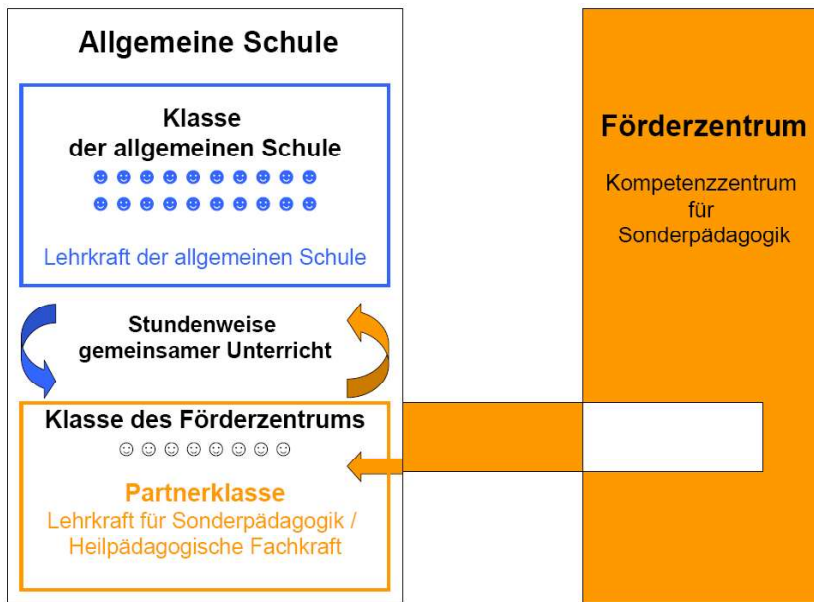 Allgemeine Schule
Klasse
der allgemeinen Schule
Lehrkraft der allgemeinen Schule
Stundenweise
gemeinsamer Unterricht
Klasse des Förderzentrums
Partnerklasse
Lehrkraft für Sonderpädagogik /
Heilpädagogische Fachkraft
Förderzentrum
Kompetenzzentrum
für
Sonderpädagogik